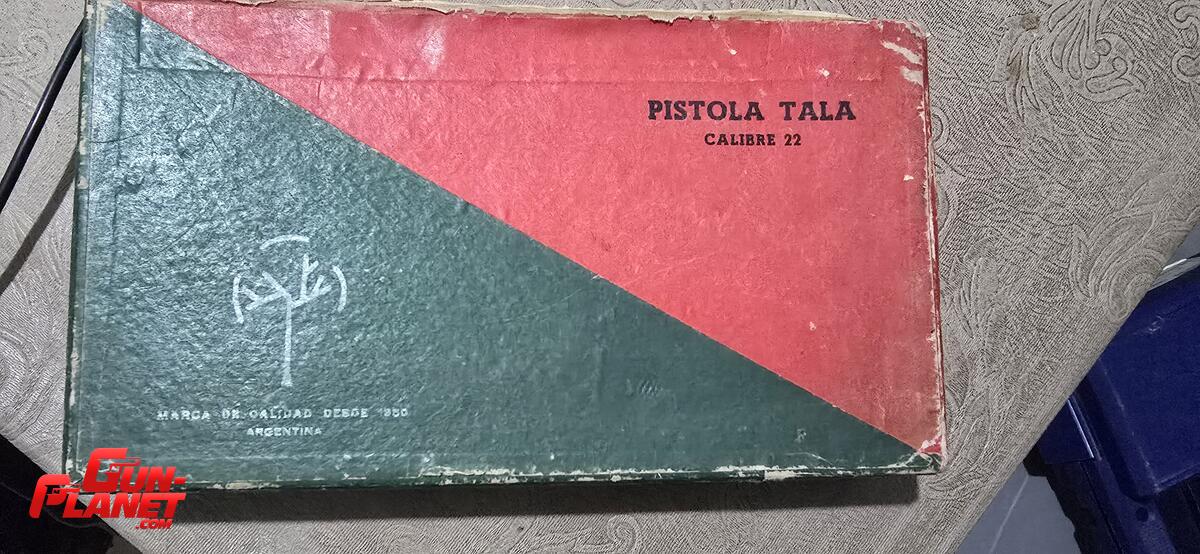 PISTOLA TALA
CALIBRE 22
MARCA DE CALIDAD DESDE 1950
ARGENTINA
GUN-
PLANET
.COM